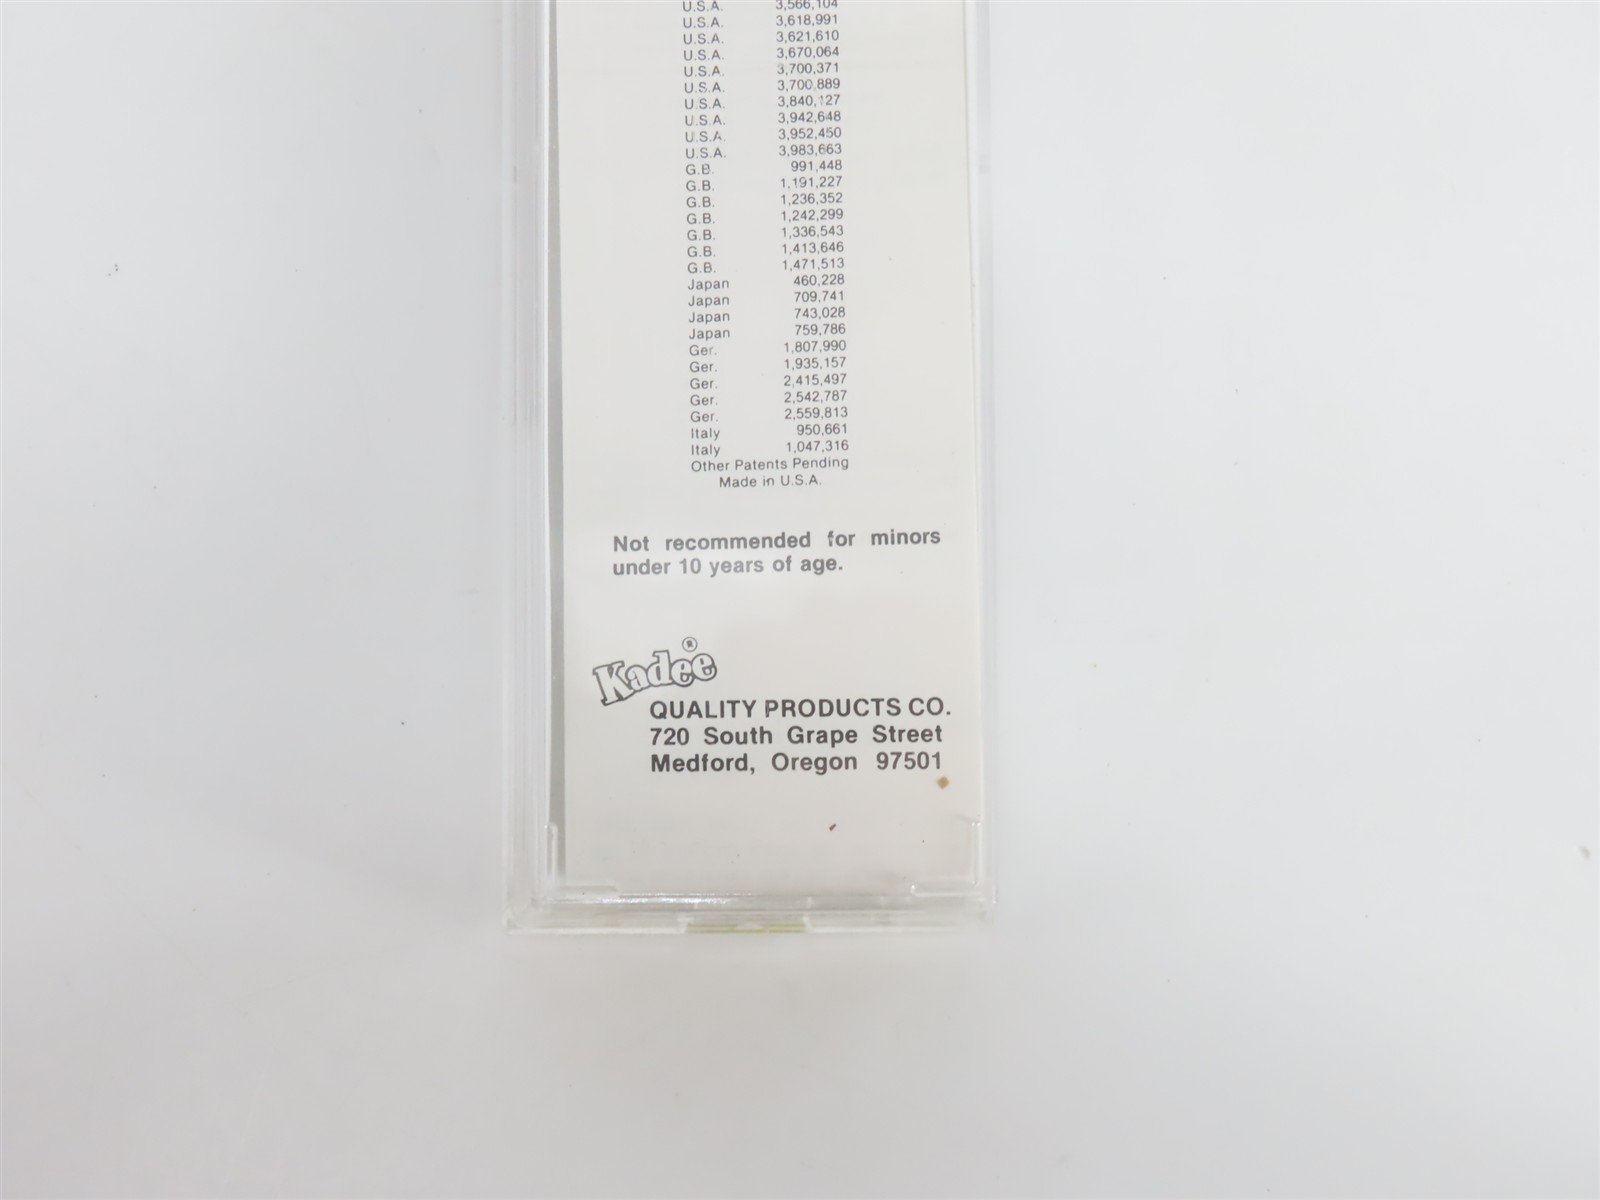 U.S.A. 3,566,104
U.S.A. 3,618,991
U.S.A. 3,621,610
U.S.A. 3,670,064
U.S.A. 3,700,371
U.S.A. 3,700,889
U.S.A. 3,840,127
U.S.A. 3,942,648
U.S.A. 3,952,450
U.S.A. 3,983,663
G.B. 991,448
G.B. 1,191,227
G.B. 1,236,352
G.B. 1,242,299
G.B. 1,336,543
G.B. 1,413,646
G.B. 1,471,513
Japan 460,228
Japan 709,741
Japan 743,028
Japan 759,786
Ger. 1,807,990
Ger. 1,935,157
Ger. 2,415,497
Ger. 2,542,787
Ger. 2,559,813
Italy 950,661
Italy 1,047,316
Other Patents Pending
Made in U.S.A.
Not recommended for minors
under 10 years of age.
Kadee®
QUALITY PRODUCTS CO.
720 South Grape Street
Medford, Oregon 97501